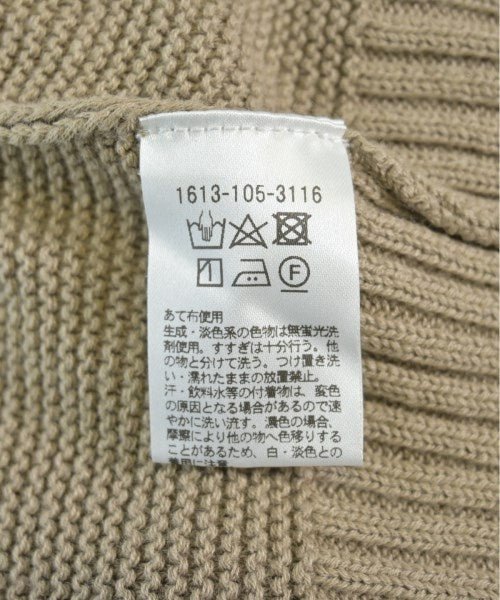 1613-105-3116
F
あて布使用
生成・淡色系の色物は無蛍光洗
剤使用。すすぎは十分行う。他
の物と分けて洗う。つけ置き洗
い・濡れたままの放置禁止。
汗・飲料水等の付着物は、変色
の原因となる場合があるので速
やかに洗い流す。濃色の場合、
摩擦により他の物へ色移りする
ことがあるため、白・淡色との
着用に注意